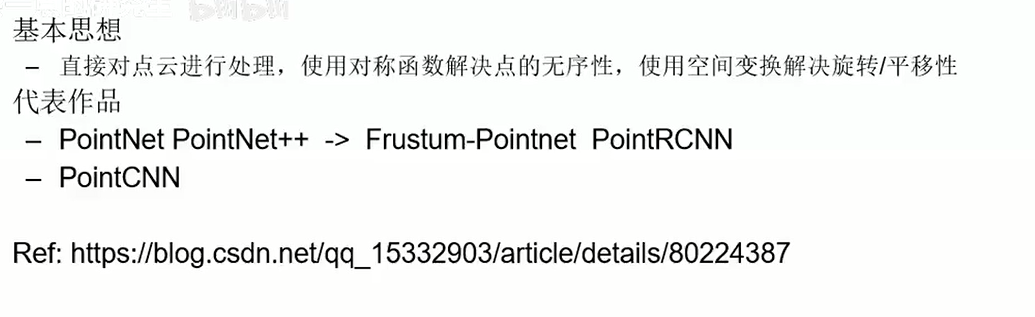 基本思想
– 直接对点云进行处理，使用对称函数解决点的无序性，使用空间变换解决旋转/平移性
代表作品
– PointNet PointNet++ -> Frustum-Pointnet PointRCNN
– PointCNN
Ref: https://blog.csdn.net/qq_15332903/article/details/80224387